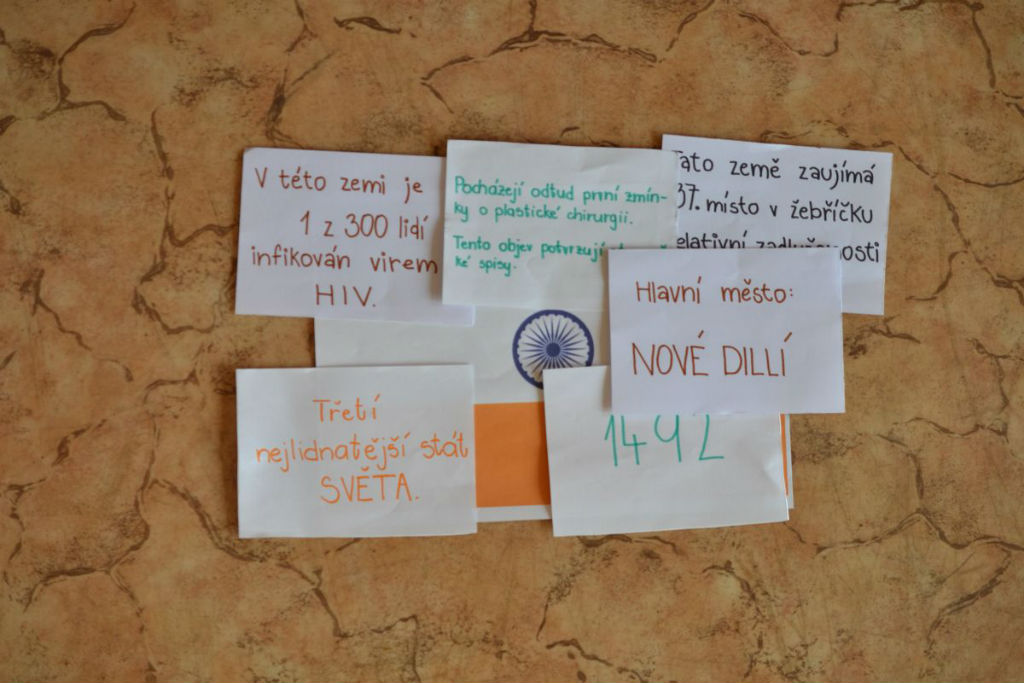 V této zemi je
1 z 300 lidí
infikován virem
HIV.
Pocházejí odtud první zmín-
ky o plastické chirurgii.
Tento objev potvrzují
ké spisy.
Tato země zaujímá
37. místo v žebříčku
relativní
Hlavní město:
NOVÉ DILLÍ
Třetí
nejlidnatější stát
SVĚTA.
1492